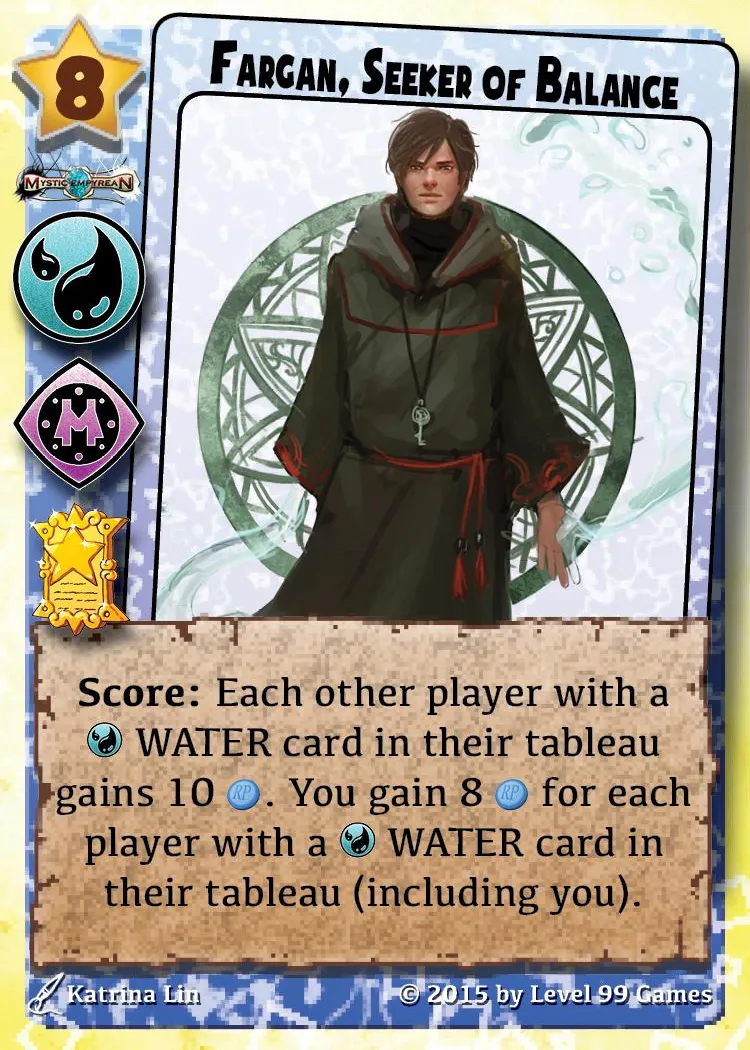 8
FARGAN, SEEKER OF BALANCE
MYSTIC EMPYREAN
M
Score: Each other player with a
WATER card in their tableau
gains 10 RP. You gain 8 RP for each
player with a WATER card in
their tableau (including you).
Katrina Lin
© 2015 by Level 99 Games